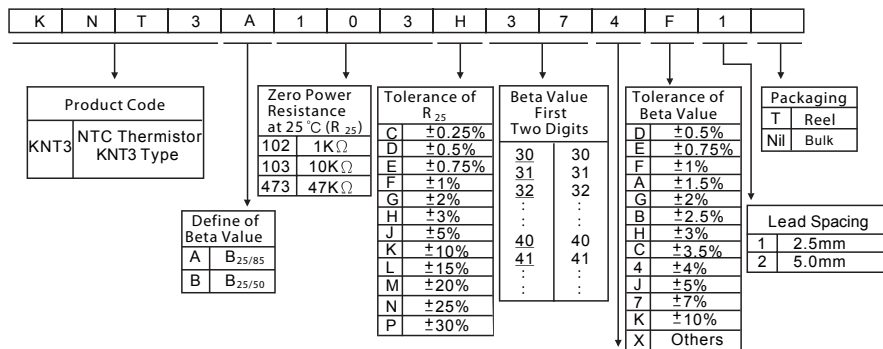 K N T 3 A 1 0 3 H 3 7 4 F 1
Product Code
KNT3 NTC Thermistor KNT3 Type
Define of Beta Value
A B25/85
B B25/50
Zero Power Resistance at 25 °C (R 25)
102 1KΩ
103 10KΩ
473 47KΩ
Tolerance of R 25
C ±0.25%
D ±0.5%
E ±0.75%
F ±1%
G ±2%
H ±3%
J ±5%
K ±10%
L ±15%
M ±20%
N ±25%
P ±30%
Beta Value First Two Digits
30 30
31 31
32 32
: :
: :
40 40
41 41
: :
: :
Tolerance of Beta Value
D ±0.5%
E ±0.75%
F ±1%
A ±1.5%
G ±2%
B ±2.5%
H ±3%
C ±3.5%
4 ±4%
J ±5%
7 ±7%
K ±10%
X Others
Lead Spacing
1 2.5mm
2 5.0mm
Packaging
T Reel
Nil Bulk